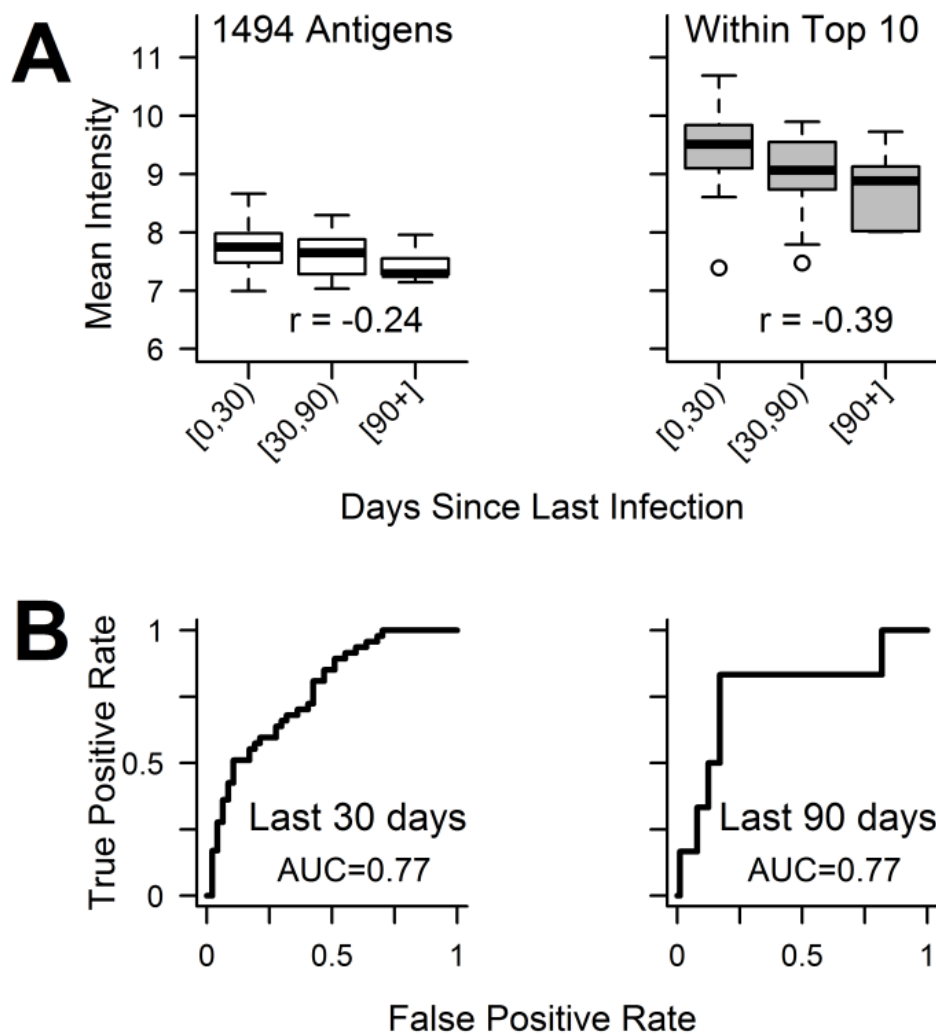 A
1494 Antigens
Within Top 10
Mean Intensity
11
10
9
8
7
6
r = -0.24
r = -0.39
[0,30)
[30,90)
[90+]
[0,30)
[30,90)
[90+]
Days Since Last Infection
B
True Positive Rate
1
0.5
0
Last 30 days
AUC=0.77
Last 90 days
AUC=0.77
0
0.5
1
0
0.5
1
False Positive Rate